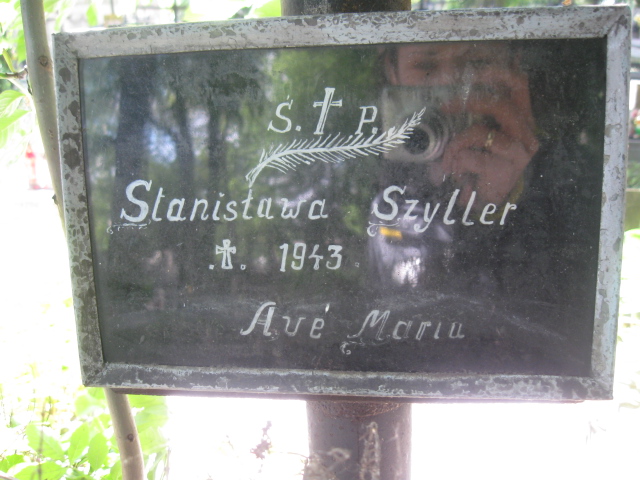 Ś. † P.
Stanisława Szyller
.✝. 1943.
Avé Maria